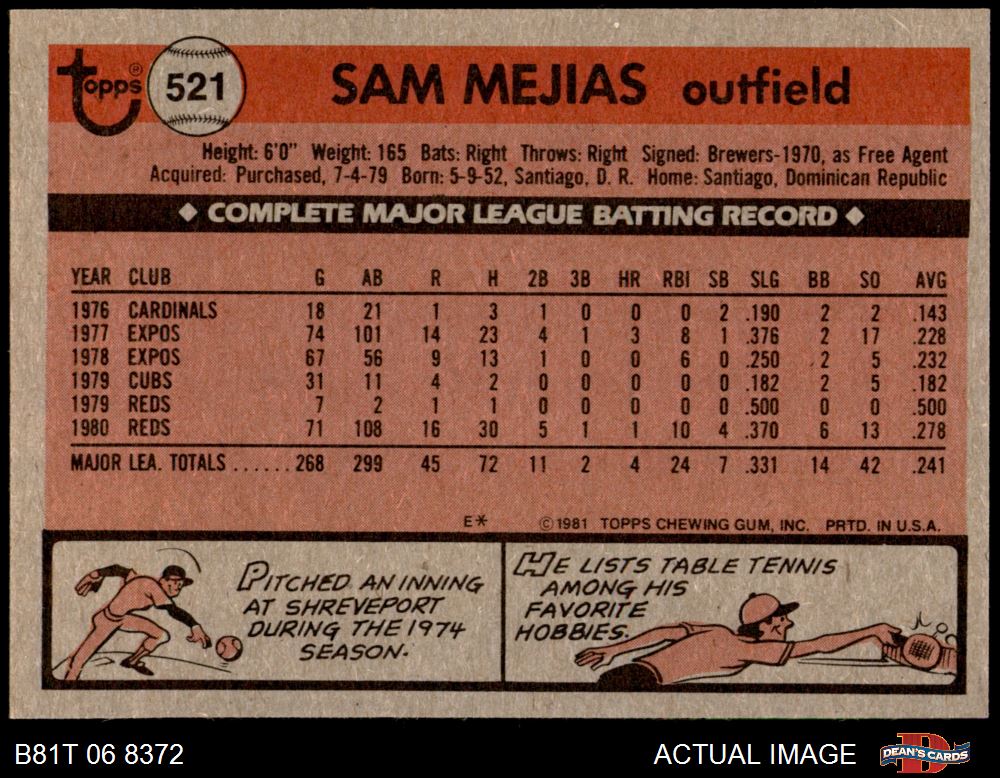 Topps® 521 SAM MEJIAS outfield
Height: 6'0" Weight: 165 Bats: Right Throws: Right Signed: Brewers-1970, as Free Agent
Acquired: Purchased, 7-4-79 Born: 5-9-52, Santiago, D. R. Home: Santiago, Dominican Republic
◆ COMPLETE MAJOR LEAGUE BATTING RECORD ◆
YEAR CLUB G AB R H 2B 3B HR RBI SB SLG BB SO AVG
1976 CARDINALS 18 21 1 3 1 0 0 0 2 .190 2 2 .143
1977 EXPOS 74 101 14 23 4 1 3 8 1 .376 2 17 .228
1978 EXPOS 67 56 9 13 1 0 0 6 0 .250 2 5 .232
1979 CUBS 31 11 4 2 0 0 0 0 0 .182 2 5 .182
1979 REDS 7 2 1 1 0 0 0 0 0 .500 0 0 .500
1980 REDS 71 108 16 30 5 1 1 10 4 .370 6 13 .278
MAJOR LEA. TOTALS ...... 268 299 45 72 11 2 4 24 7 .331 14 42 .241
E* ©1981 TOPPS CHEWING GUM, INC. PRTD. IN U.S.A.
PITCHED AN INNING
AT SHREVEPORT
DURING THE 1974
SEASON.
HE LISTS TABLE TENNIS
AMONG HIS
FAVORITE
HOBBIES.
B81T 06 8372 ACTUAL IMAGE DEAN'S CARDS